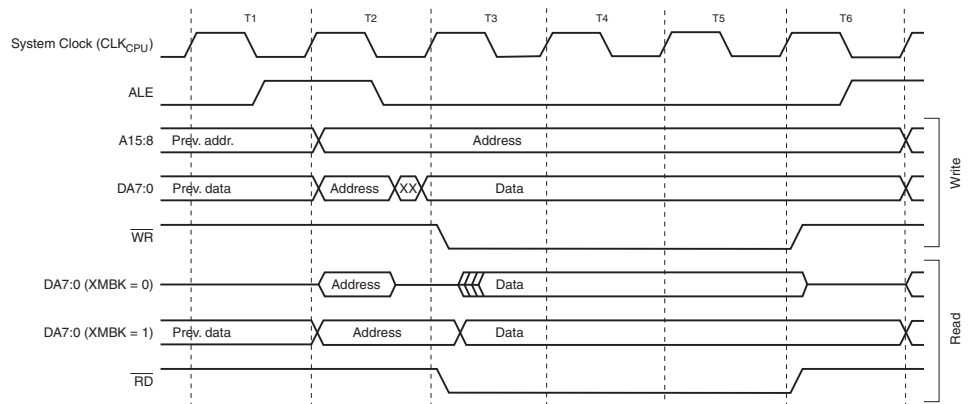 T1 T2 T3 T4 T5 T6
System Clock (CLKCPU)
ALE
A15:8 Prev. addr. Address
DA7:0 Prev. data Address XX Data
WR
Write
DA7:0 (XMBK = 0) Address Data
DA7:0 (XMBK = 1) Prev. data Address Data
RD
Read